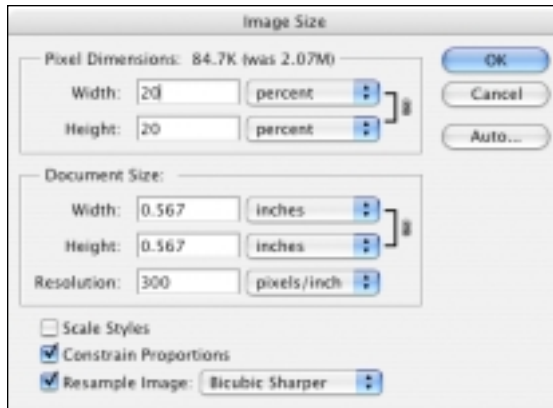 Image Size
Pixel Dimensions: 84.7K (was 2.07M)
Width: 20 percent
Height: 20 percent
Document Size:
Width: 0.567 inches
Height: 0.567 inches
Resolution: 300 pixels/inch
Scale Styles
Constrain Proportions
Resample Image: Bicubic Sharper
OK
Cancel
Auto...